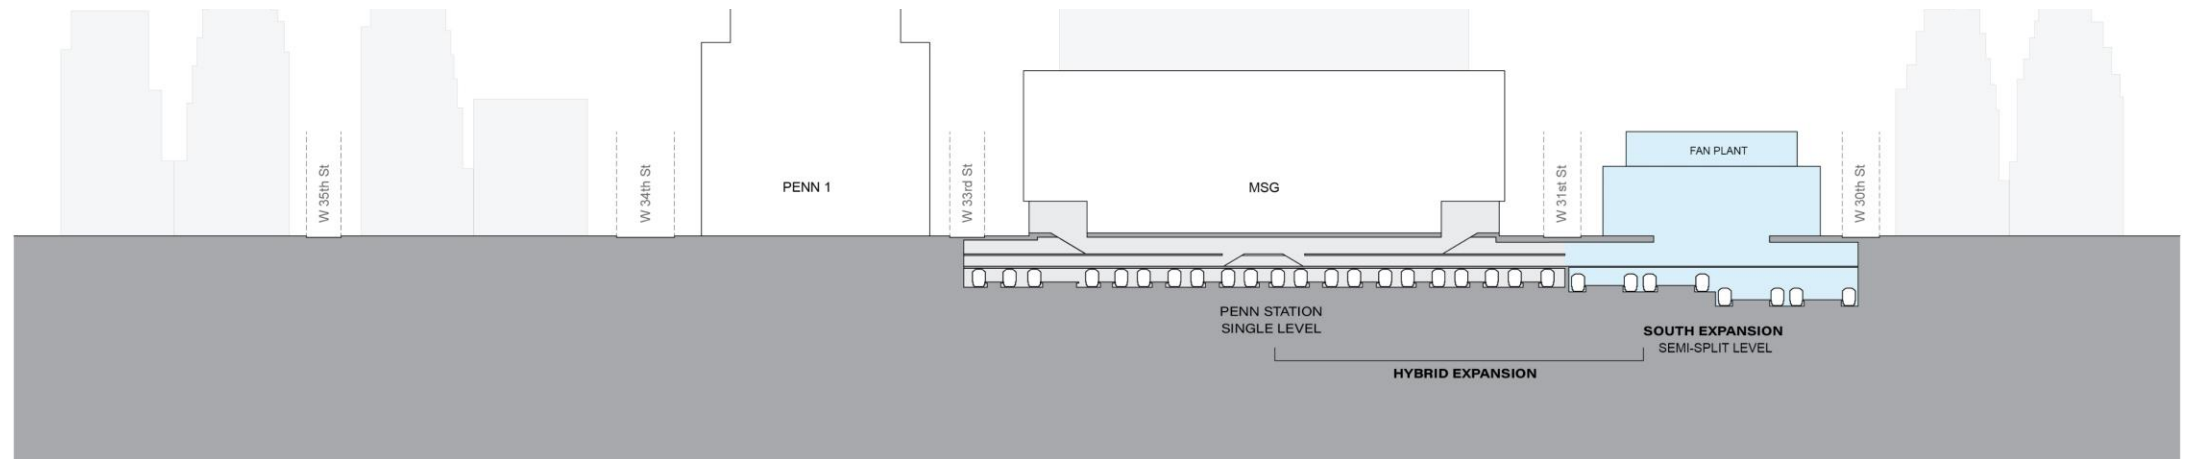 W 35th St
W 34th St
PENN 1
W 33rd St
MSG
W 31st St
FAN PLANT
W 30th St
PENN STATION
SINGLE LEVEL
SOUTH EXPANSION
SEMI-SPLIT LEVEL
HYBRID EXPANSION